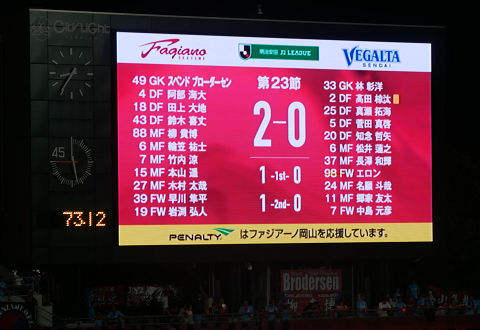 CITY LIGHT
Fagiano
OKAYAMA
明治安田 J2 LEAGUE
VEGALTA
SENDAI
49 GK スベンド ブローダーセン
4 DF 阿部 海大
18 DF 田上 大地
43 DF 鈴木 喜丈
88 MF 柳 貴博
6 MF 輪笠 祐士
7 MF 竹内 涼
15 MF 本山 遥
27 MF 木村 太哉
39 FW 早川 隼平
19 FW 岩渕 弘人
第23節
2-0
1 -1st- 0
1 -2nd- 0
33 GK 林 彰洋
2 DF 髙田 椋汰
25 DF 真瀬 拓海
5 DF 菅田 真啓
20 DF 知念 哲矢
6 MF 松井 蓮之
37 MF 長澤 和輝
98 FW エロン
24 MF 名願 斗哉
11 MF 郷家 友太
7 FW 中島 元彦
45
73.12
PENALTY はファジアーノ岡山を応援しています。
Brodersen